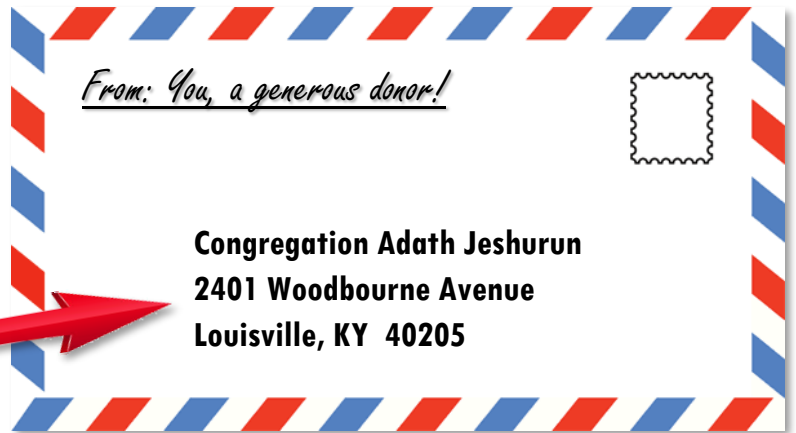 From: You, a generous donor!
Congregation Adath Jeshurun
2401 Woodbourne Avenue
Louisville, KY  40205